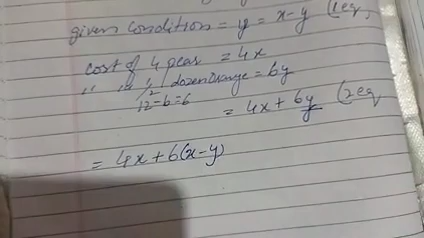 given condition = y = x-y (1eq,
cost of 4 pear = 4x
" " 1/2 dozen orange = 6y
12-6=6
= 4x + 6y (2eq
= 4x + 6(x-y)